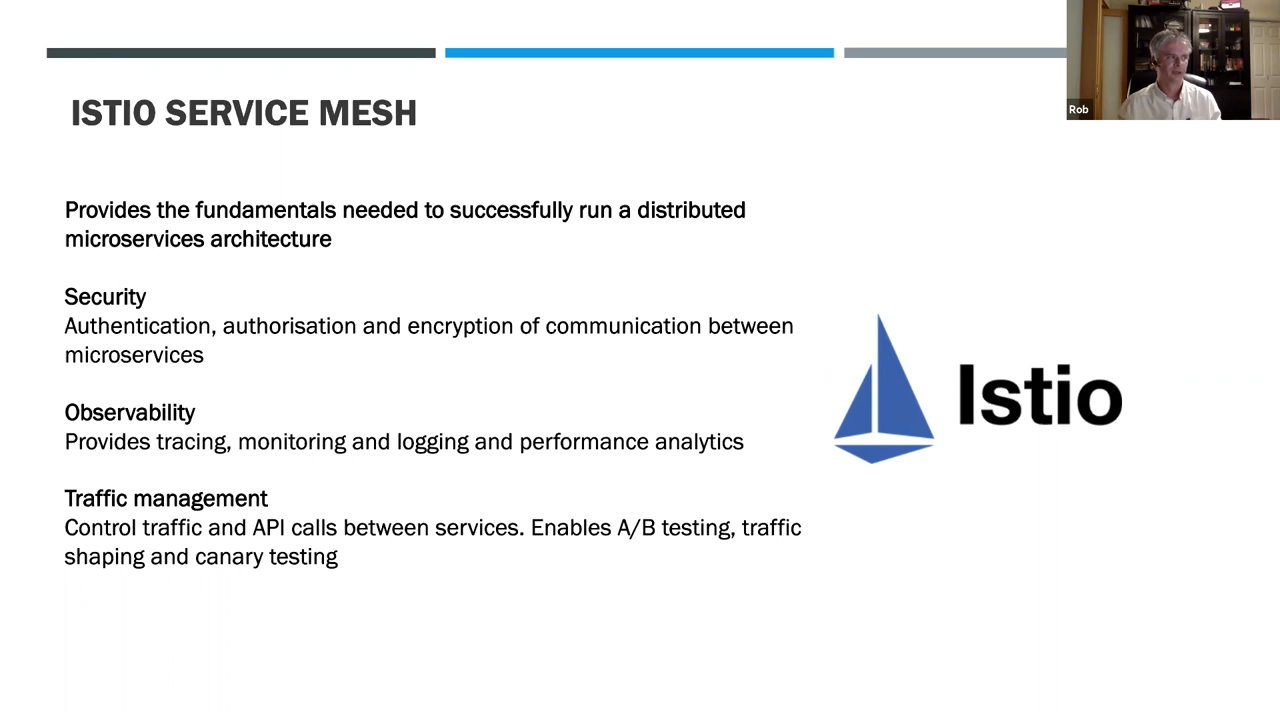 Rob
ISTIO SERVICE MESH
Provides the fundamentals needed to successfully run a distributed
microservices architecture
Security
Authentication, authorisation and encryption of communication between
microservices
Observability
Provides tracing, monitoring and logging and performance analytics
Traffic management
Control traffic and API calls between services. Enables A/B testing, traffic
shaping and canary testing
Istio